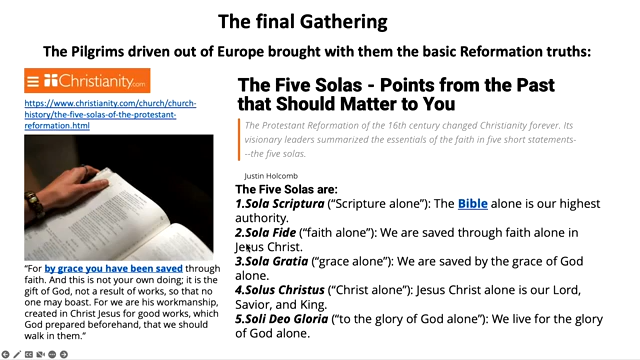 The final Gathering
The Pilgrims driven out of Europe brought with them the basic Reformation truths:
Christianity.com
https://www.christianity.com/church/church-
history/the-five-solas-of-the-protestant-
reformation.html
"For by grace you have been saved through
faith. And this is not your own doing; it is the
gift of God, not a result of works, so that no
one may boast. For we are his workmanship,
created in Christ Jesus for good works, which
God prepared beforehand, that we should
walk in them."
The Five Solas - Points from the Past
that Should Matter to You
The Protestant Reformation of the 16th century changed Christianity forever. Its
visionary leaders summarized the essentials of the faith in five short statements-
--the five solas.
Justin Holcomb
The Five Solas are:
1.Sola Scriptura ("Scripture alone"): The Bible alone is our highest
authority.
2.Sola Fide ("faith alone"): We are saved through faith alone in
Jesus Christ.
3.Sola Gratia ("grace alone"): We are saved by the grace of God
alone.
4.Solus Christus ("Christ alone"): Jesus Christ alone is our Lord,
Savior, and King.
5.Soli Deo Gloria ("to the glory of God alone"): We live for the glory
of God alone.